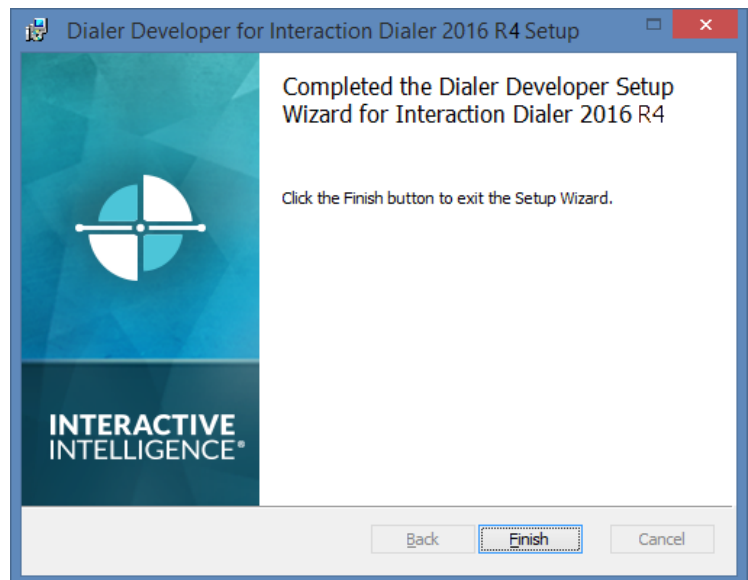 Dialer Developer for Interaction Dialer 2016 R4 Setup
Completed the Dialer Developer Setup
Wizard for Interaction Dialer 2016 R4
Click the Finish button to exit the Setup Wizard.
INTERACTIVE
INTELLIGENCE®
Back Finish Cancel